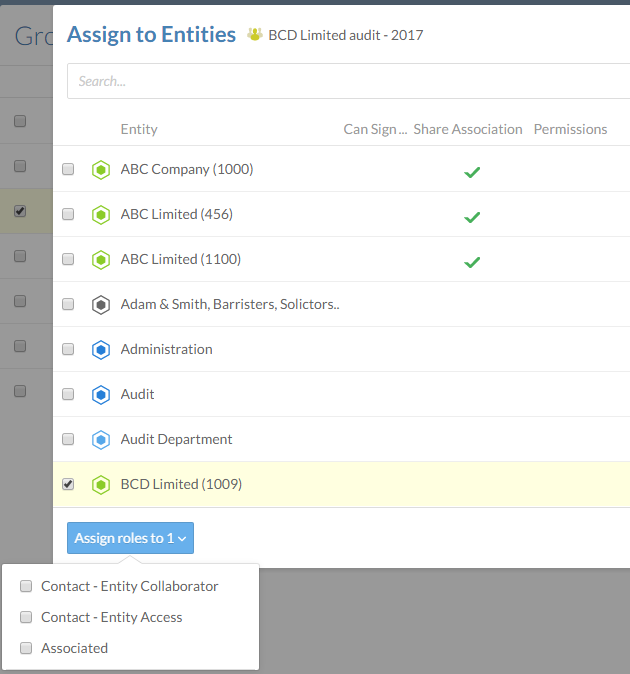 Gro
Assign to Entities BCD Limited audit - 2017
Search...
Entity Can Sign ... Share Association Permissions
ABC Company (1000)
ABC Limited (456)
ABC Limited (1100)
Adam & Smith, Barristers, Solictors..
Administration
Audit
Audit Department
BCD Limited (1009)
Assign roles to 1
Contact - Entity Collaborator
Contact - Entity Access
Associated